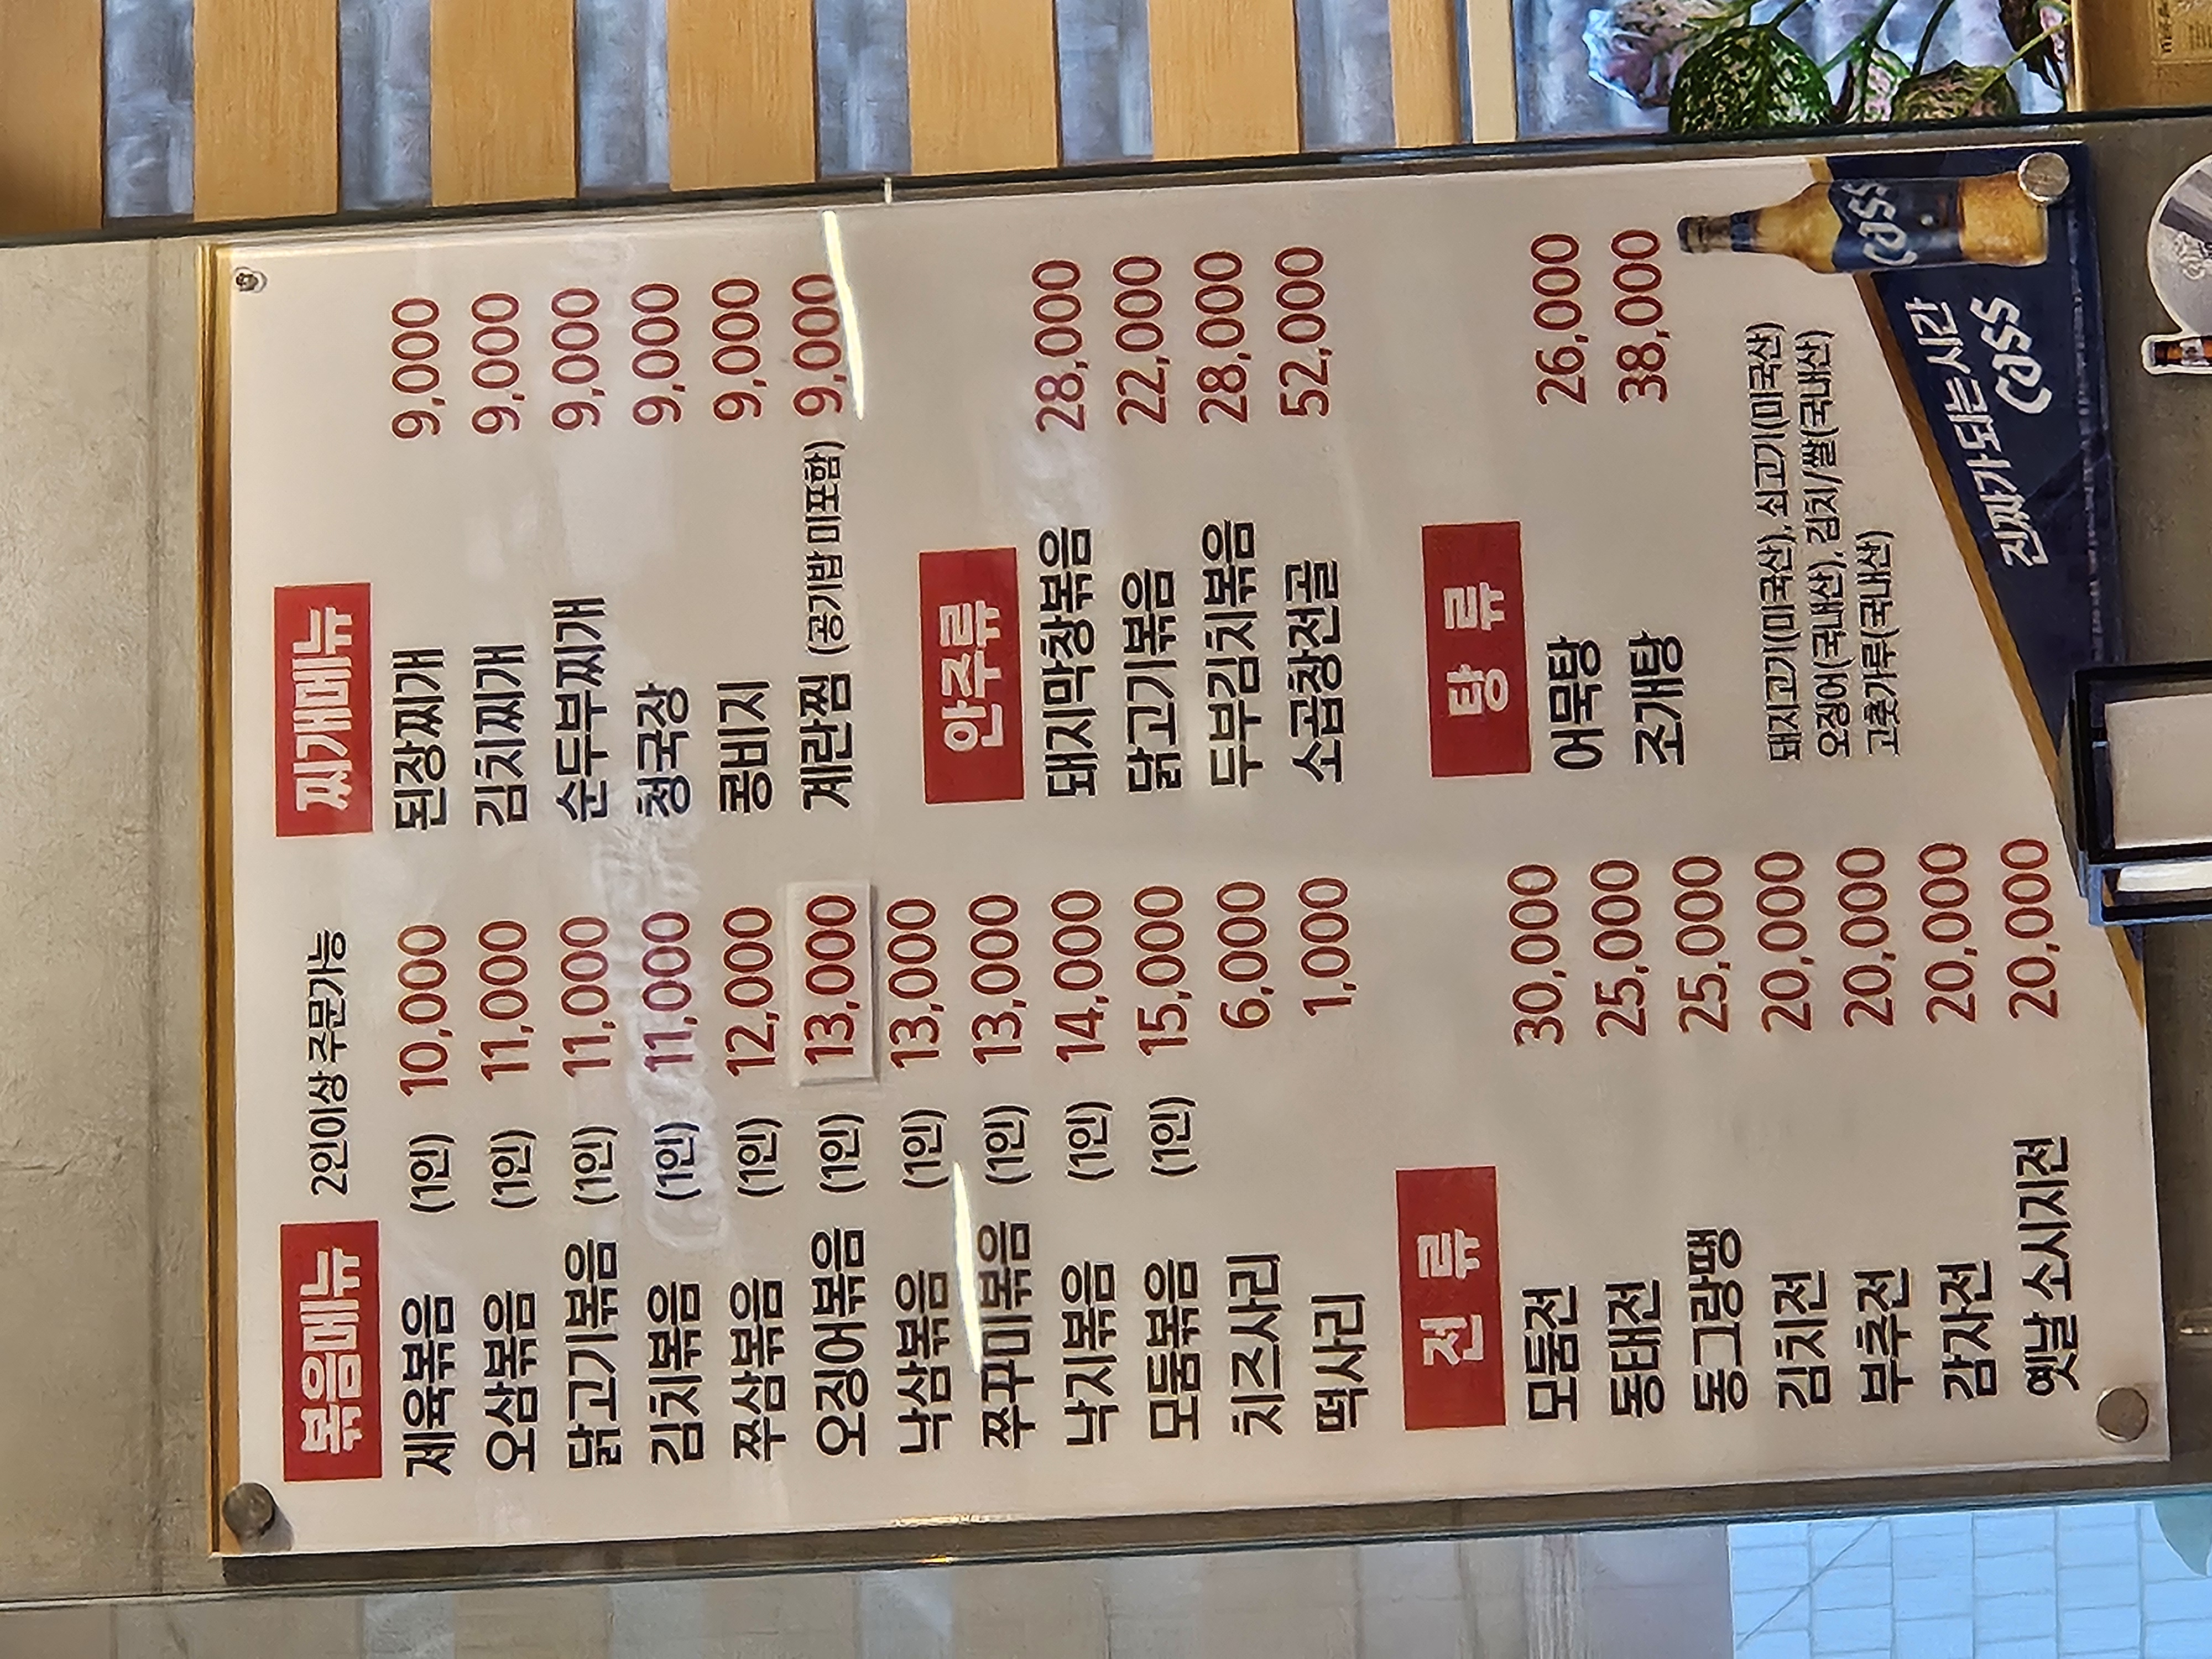 볶음메뉴 2인이상 주문가능
제육볶음 (1인) 10,000
오삼볶음 (1인) 11,000
닭고기볶음 (1인) 11,000
김치볶음 (1인) 11,000
쭈삼볶음 (1인) 12,000
오징어볶음 (1인) 13,000
낙삼볶음 (1인) 13,000
쭈꾸미볶음 (1인) 13,000
낙지볶음 (1인) 14,000
모둠볶음 (1인) 15,000
치즈사리 6,000
떡사리 1,000
전 류
모둠전 30,000
동태전 25,000
동그랑땡 25,000
김치전 20,000
부추전 20,000
감자전 20,000
옛날 소시지전 20,000
찌개메뉴
된장찌개 9,000
김치찌개 9,000
순두부찌개 9,000
청국장 9,000
콩비지 9,000
계란찜 (공기밥 미포함) 9,000
안주류
돼지막창볶음 28,000
닭고기볶음 22,000
두부김치볶음 28,000
소곱창전골 52,000
탕 류
어묵탕 26,000
조개탕 38,000
돼지고기(미국산), 쇠고기(미국산)
오징어(국내산), 김치/쌀(국내산)
고춧가루(국내산)
진짜가 되는 시간
Cass
Cass